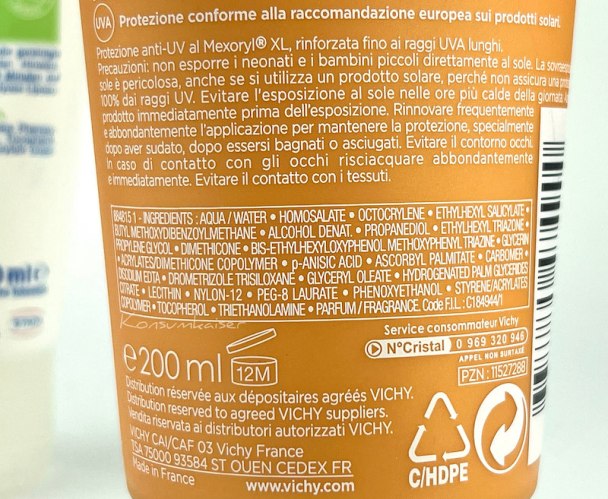 UVA
Protezione conforme alla raccomandazione europea sui prodotti solari.
Protezione anti-UV al Mexoryl® XL, rinforzata fino ai raggi UVA lunghi.
Precauzioni: non esporre i neonati e i bambini piccoli direttamente al sole. La
sole è pericolosa, anche se si utilizza un prodotto solare, perché non assicura una
100% dai raggi UV. Evitare l'esposizione al sole nelle ore più calde della giornata.
prodotto immediatamente prima dell'esposizione. Rinnovare frequentemente
e abbondantemente l'applicazione per mantenere la protezione, specialmente
dopo aver sudato, dopo essersi bagnati o asciugati. Evitare il contorno occhi.
In caso di contatto con gli occhi risciacquare abbondantemente
e immediatamente. Evitare il contatto con i tessuti.
884815 1 - INGREDIENTS : AQUA / WATER • HOMOSALATE • OCTOCRYLENE • ETHYLHEXYL SALICYLATE •
BUTYL METHOXYDIBENZOYLMETHANE • ALCOHOL DENAT. • PROPANEDIOL • ETHYLHEXYL TRIAZONE •
PROPYLENE GLYCOL • DIMETHICONE • BIS-ETHYLHEXYLOXYPHENOL METHOXYPHENYL TRIAZINE • GLYCERIN
• ACRYLATES/DIMETHICONE COPOLYMER • p-ANISIC ACID • ASCORBYL PALMITATE • CARBOMER •
DISODIUM EDTA • DROMETRIZOLE TRISILOXANE • GLYCERYL OLEATE • HYDROGENATED PALM GLYCERIDES
CITRATE • LECITHIN • NYLON-12 • PEG-8 LAURATE • PHENOXYETHANOL • STYRENE/ACRYLATES
COPOLYMER • TOCOPHEROL • TRIETHANOLAMINE • PARFUM / FRAGRANCE. Code F.I.L. : C184944/1
Konsumkaiser
Service consommateur Vichy
N°Cristal 0 969 320 946
APPEL NON SURTAXÉ
PZN : 11527288
e 200 ml
12M
Distribution réservée aux dépositaires agréés VICHY.
Distribution reserved to agreed VICHY suppliers.
Vendita riservata ai distributori autorizzati VICHY.
VICHY CAI/CAF 03 Vichy France
TSA 75000 93584 ST OUEN CEDEX FR
Made in France
www.vichy.com
C/HDPE